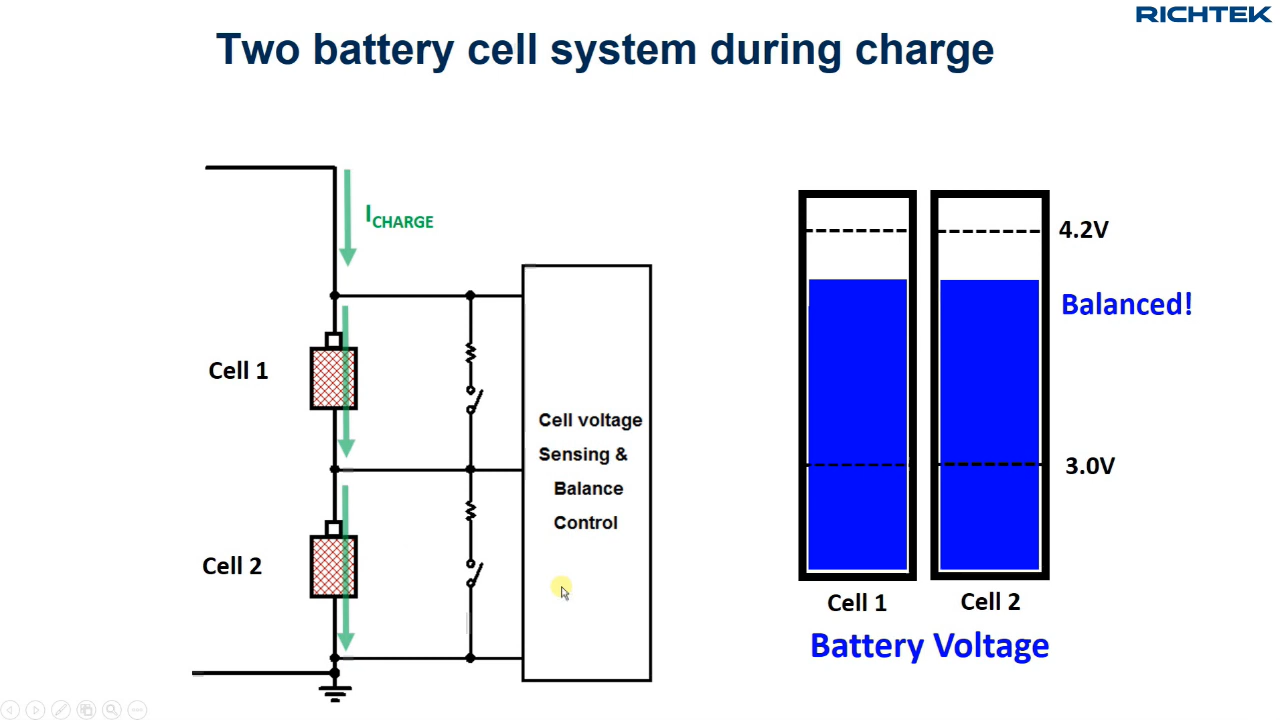 RICHTEK
Two battery cell system during charge
ICHARGE
Cell 1
Cell 2
Cell voltage
Sensing &
Balance
Control
4.2V
Balanced!
3.0V
Cell 1
Cell 2
Battery Voltage